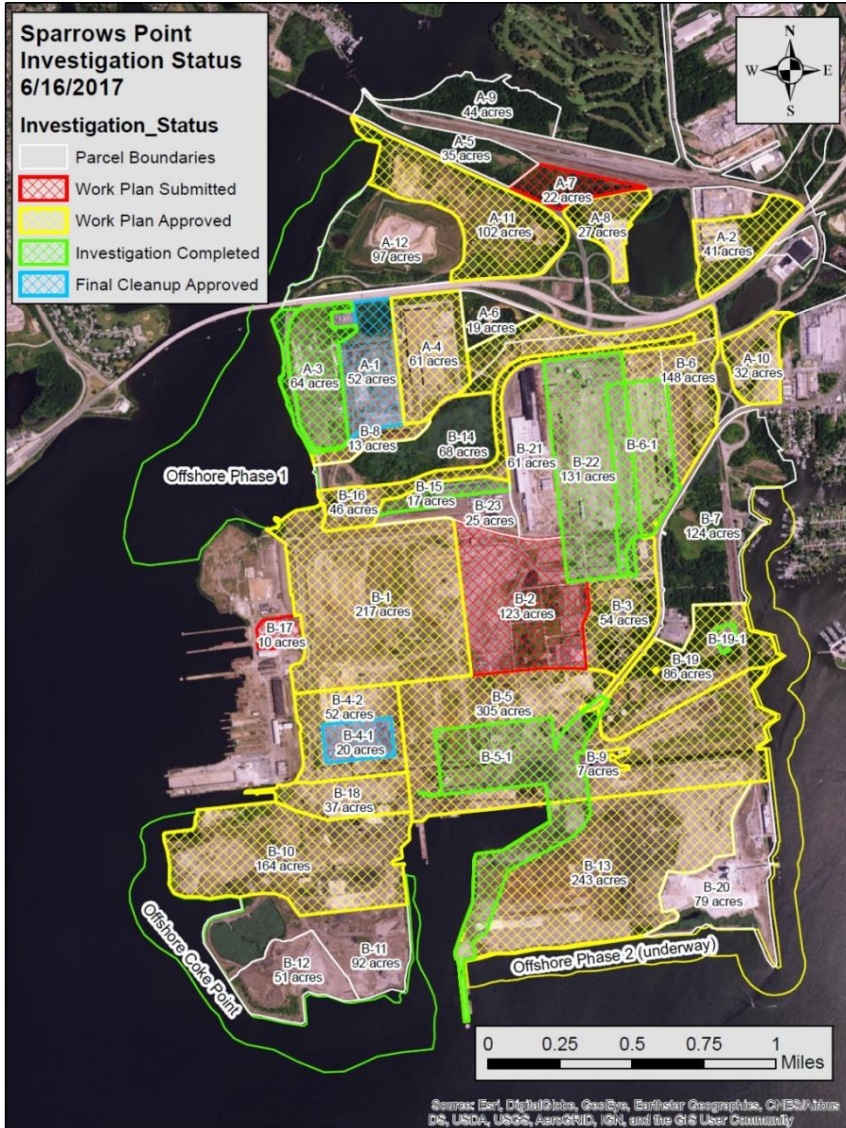 Sparrows Point
Investigation Status
6/16/2017
Investigation_Status
Parcel Boundaries
Work Plan Submitted
Work Plan Approved
Investigation Completed
Final Cleanup Approved
N
W
E
S
A-9
44 acres
A-5
35 acres
A-7
22 acres
A-11
102 acres
A-8
27 acres
A-2
41 acres
A-12
97 acres
A-6
19 acres
A-4
61 acres
A-1
52 acres
A-3
64 acres
A-10
32 acres
B-6
148 acres
B-8
13 acres
B-14
68 acres
B-21
61 acres
B-22
131 acres
B-6-1
Offshore Phase 1
B-16
46 acres
B-15
17 acres
B-23
25 acres
B-7
124 acres
B-1
217 acres
B-2
123 acres
B-3
54 acres
B-17
10 acres
B-19-1
B-19
86 acres
B-4-2
52 acres
B-4-1
20 acres
B-5
305 acres
B-5-1
B-9
7 acres
B-18
37 acres
B-10
164 acres
B-13
243 acres
B-20
79 acres
B-11
92 acres
B-12
51 acres
Offshore Coke Point
Offshore Phase 2 (underway)
0 0.25 0.5 0.75 1
Miles
Source: Esri, DigitalGlobe, GeoEye, Earthstar Geographics, CNES/Airbus
DS, USDA, USGS, AeroGRID, IGN, and the GIS User Community